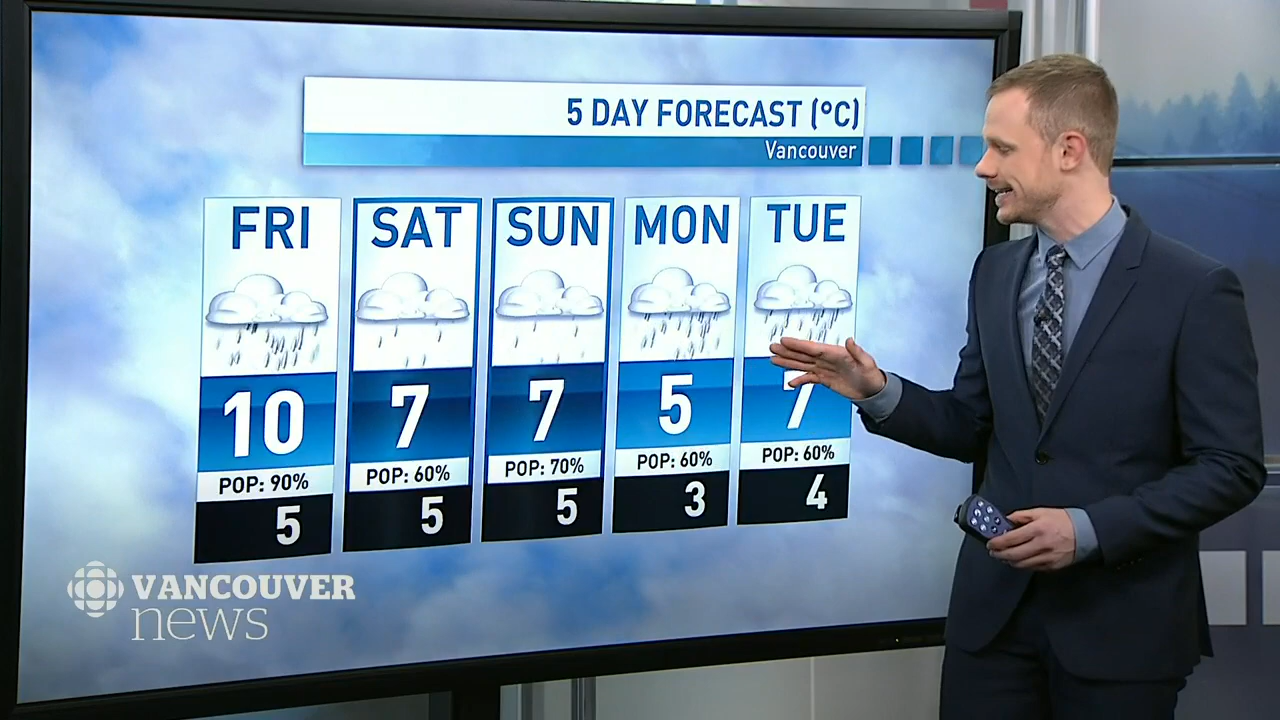 5 DAY FORECAST (°C)
Vancouver
FRI SAT SUN MON TUE
10 7 7 5 7
POP: 90% POP: 60% POP: 70% POP: 60% POP: 60%
5 5 5 3 4
VANCOUVER
news